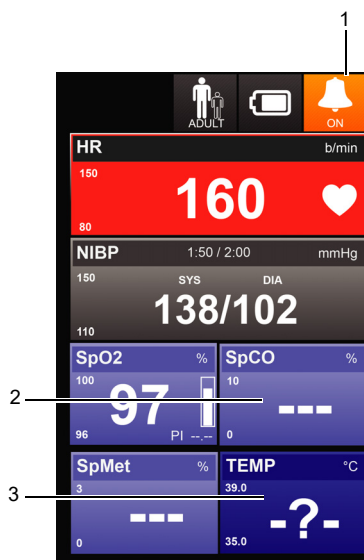 1
ADULT
ON
HR b/min
150
160
80
NIBP 1:50 / 2:00 mmHg
150
SYS DIA
138/102
110
SpO2 %
100
97
96 PI --.--
SpCO %
10
---
0
2
SpMet %
3
---
0
TEMP °C
39.0
-?-
35.0
3